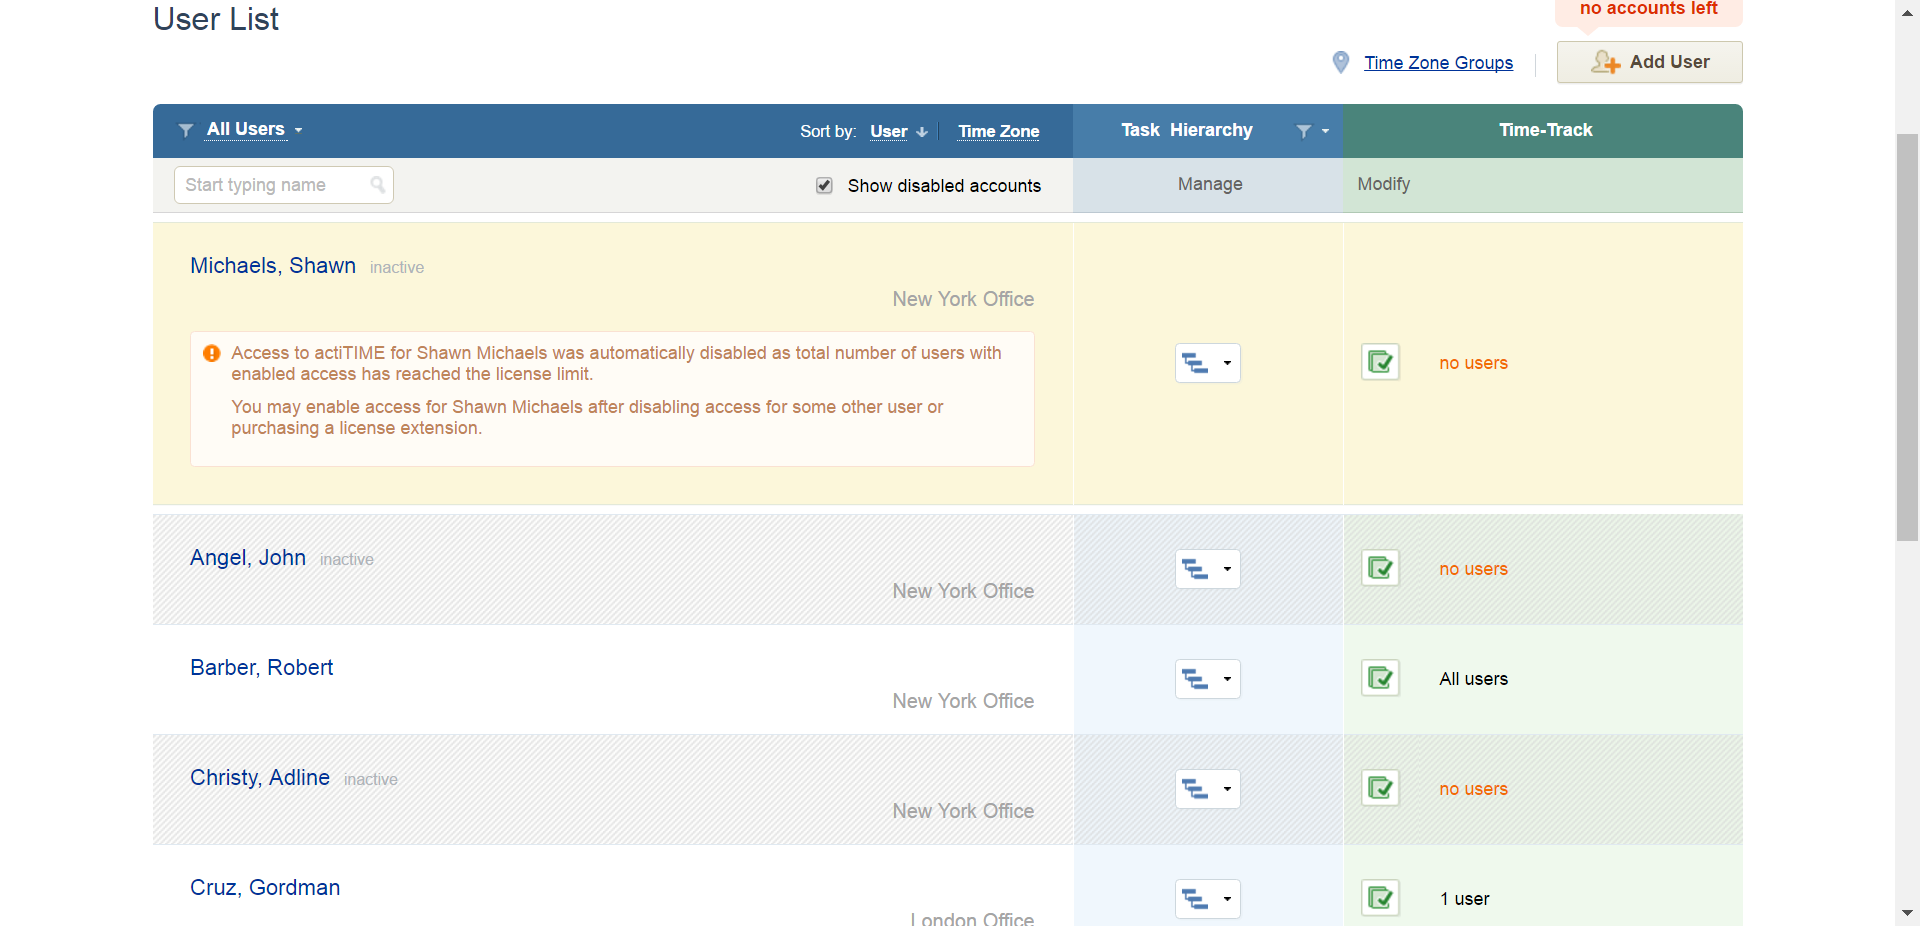 User List
no accounts left
Time Zone Groups
Add User
All Users
Sort by: User Time Zone
Task Hierarchy
Time-Track
Start typing name
Show disabled accounts
Manage
Modify
Michaels, Shawn inactive
New York Office
Access to actiTIME for Shawn Michaels was automatically disabled as total number of users with
enabled access has reached the license limit.
You may enable access for Shawn Michaels after disabling access for some other user or
purchasing a license extension.
no users
Angel, John inactive
New York Office
no users
Barber, Robert
New York Office
All users
Christy, Adline inactive
New York Office
no users
Cruz, Gordman
London Office
1 user